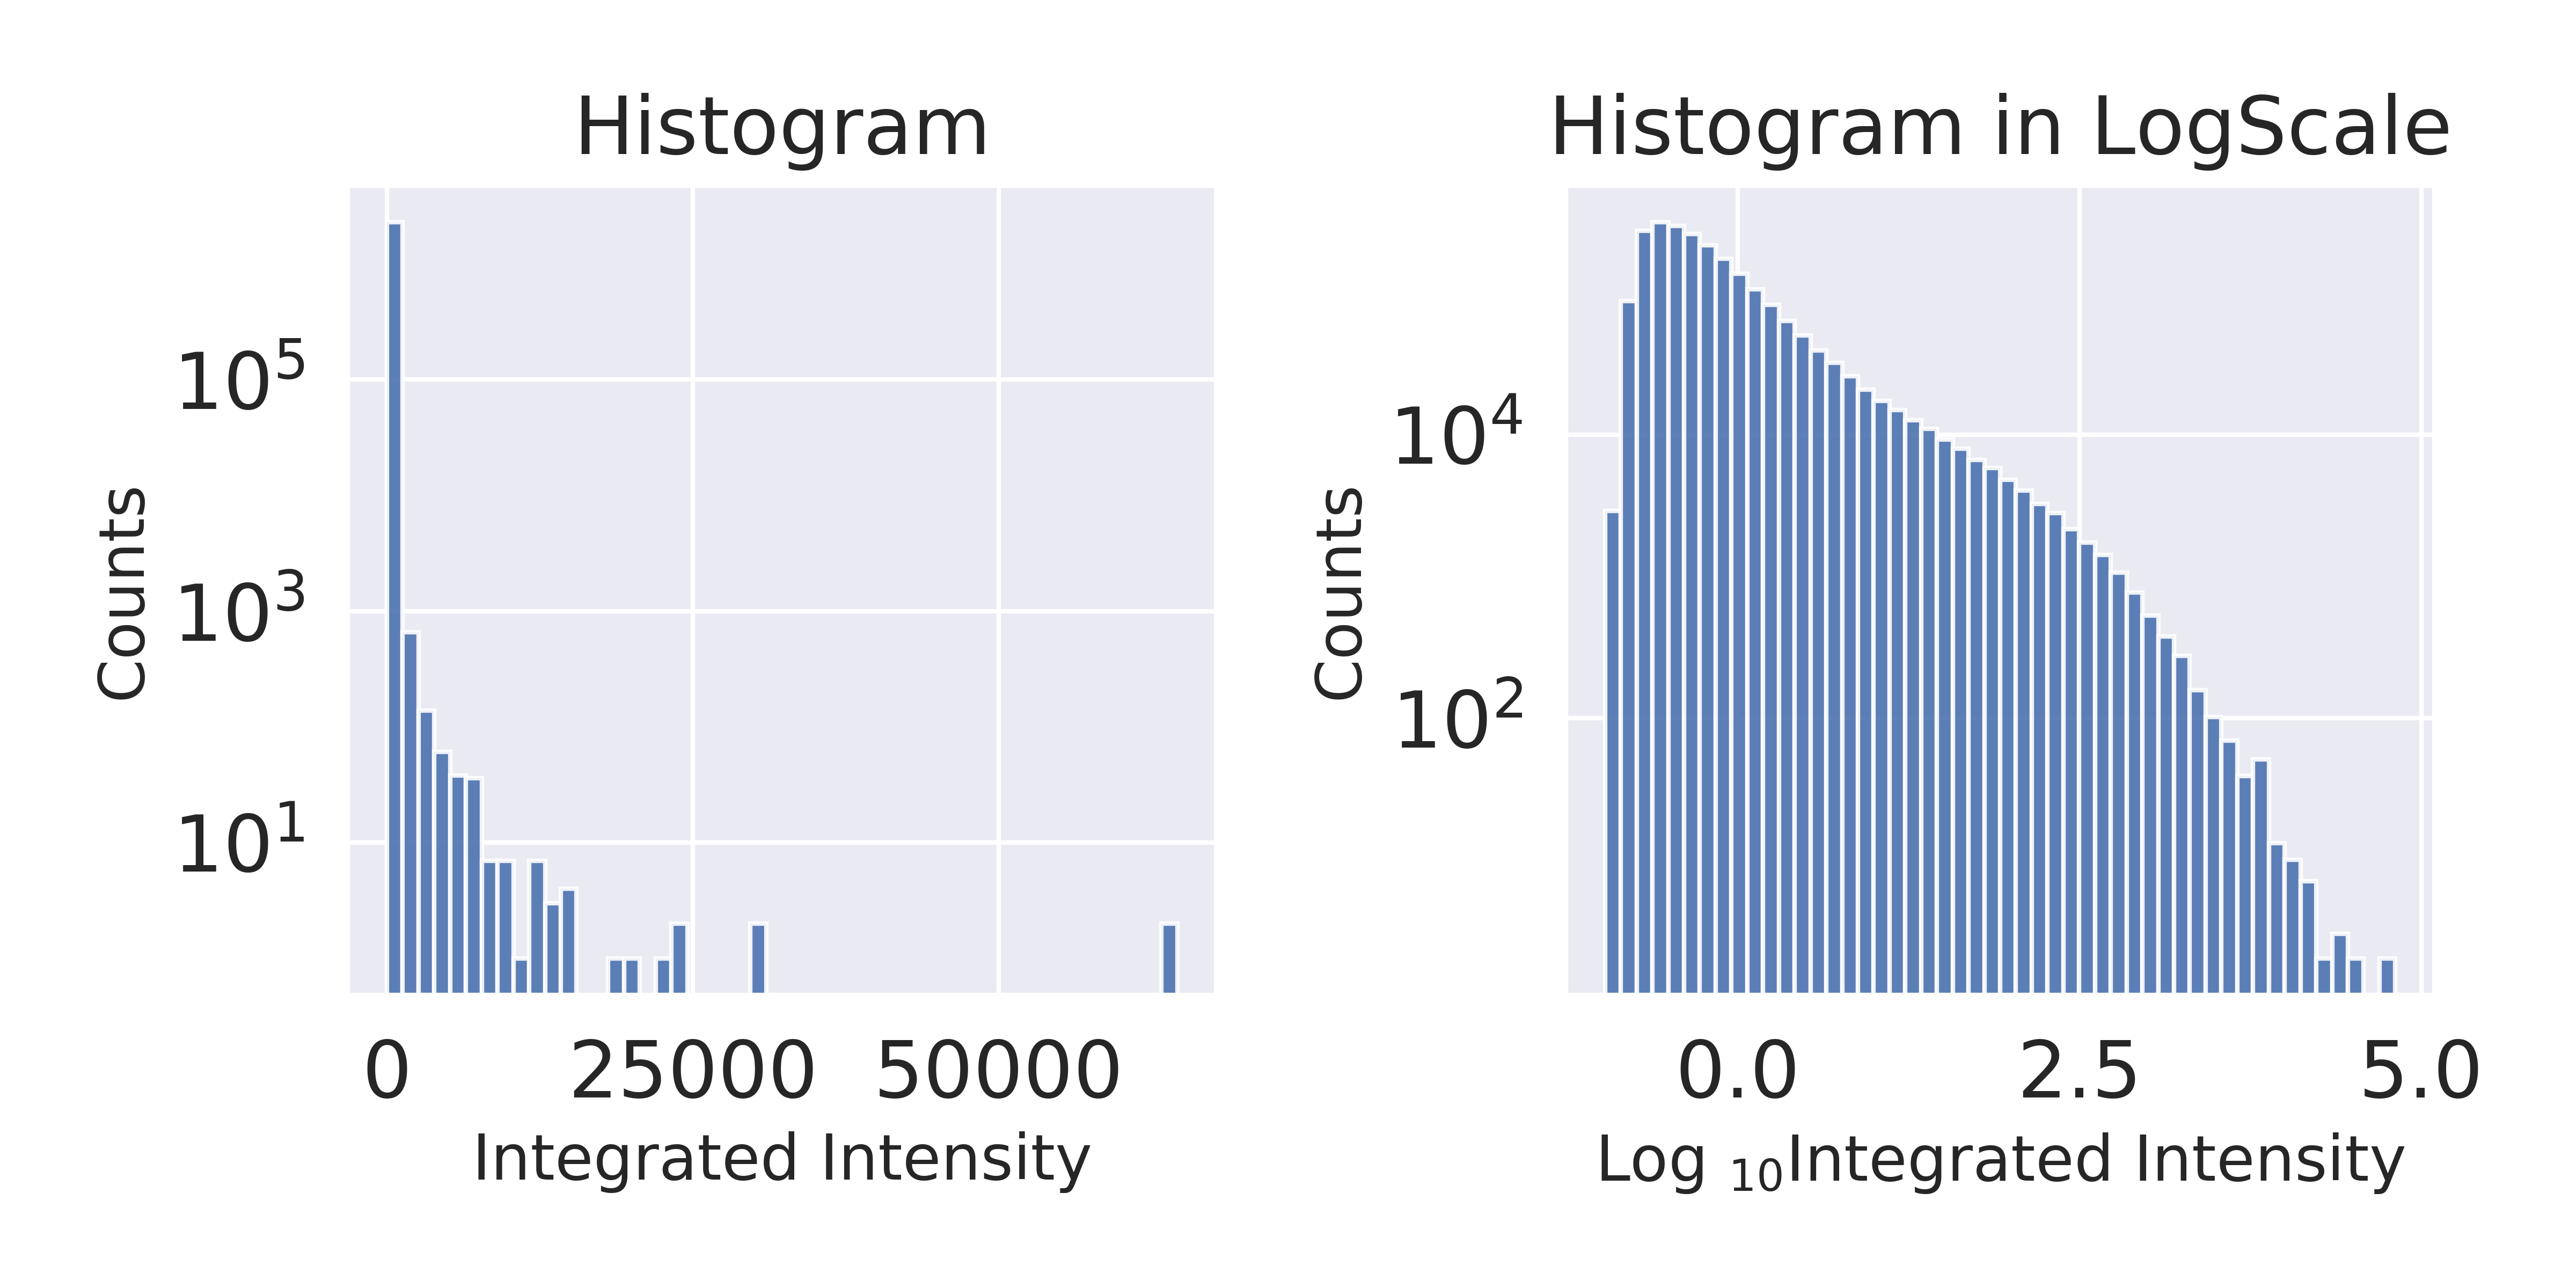 Histogram
Counts
10^5
10^3
10^1
0 25000 50000
Integrated Intensity
Histogram in LogScale
Counts
10^4
10^2
0.0 2.5 5.0
Log ₁₀Integrated Intensity